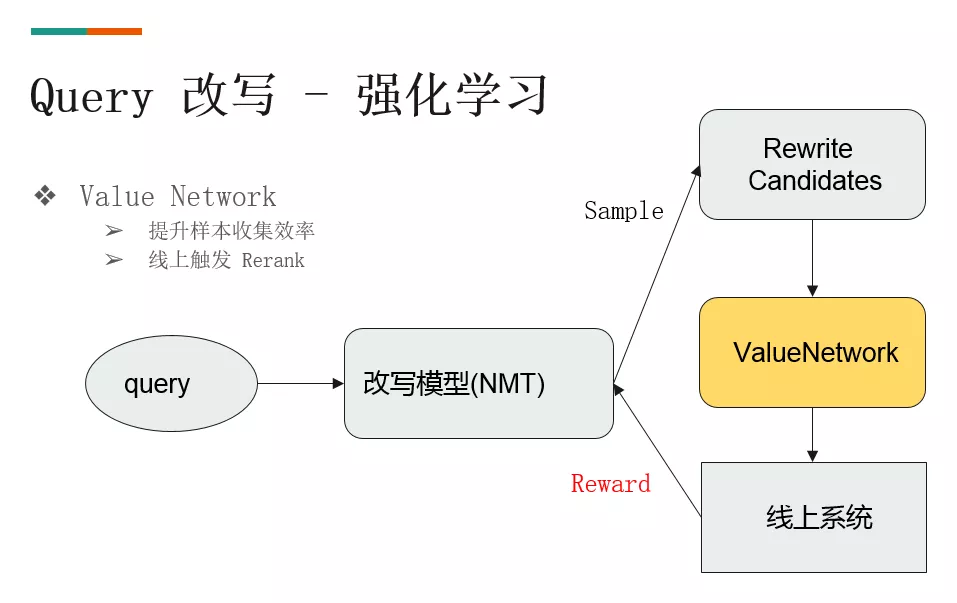 Query 改写 - 强化学习
❖ Value Network
➢ 提升样本收集效率
➢ 线上触发 Rerank
query
改写模型(NMT)
Sample
Reward
Rewrite
Candidates
ValueNetwork
线上系统